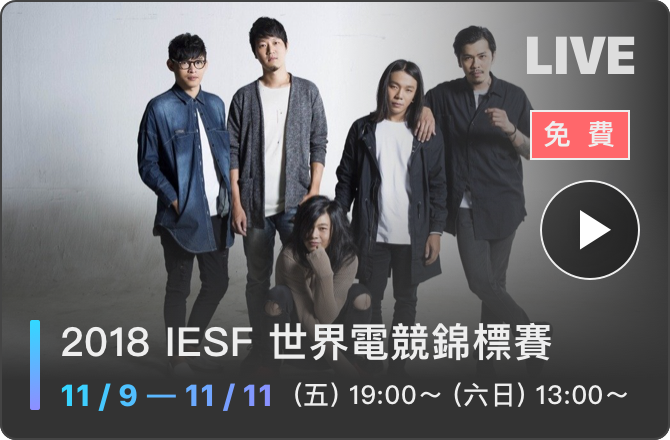 LIVE
免費
2018 IESF 世界電競錦標賽
11 / 9 — 11 / 11 (五) 19:00～ (六日) 13:00～